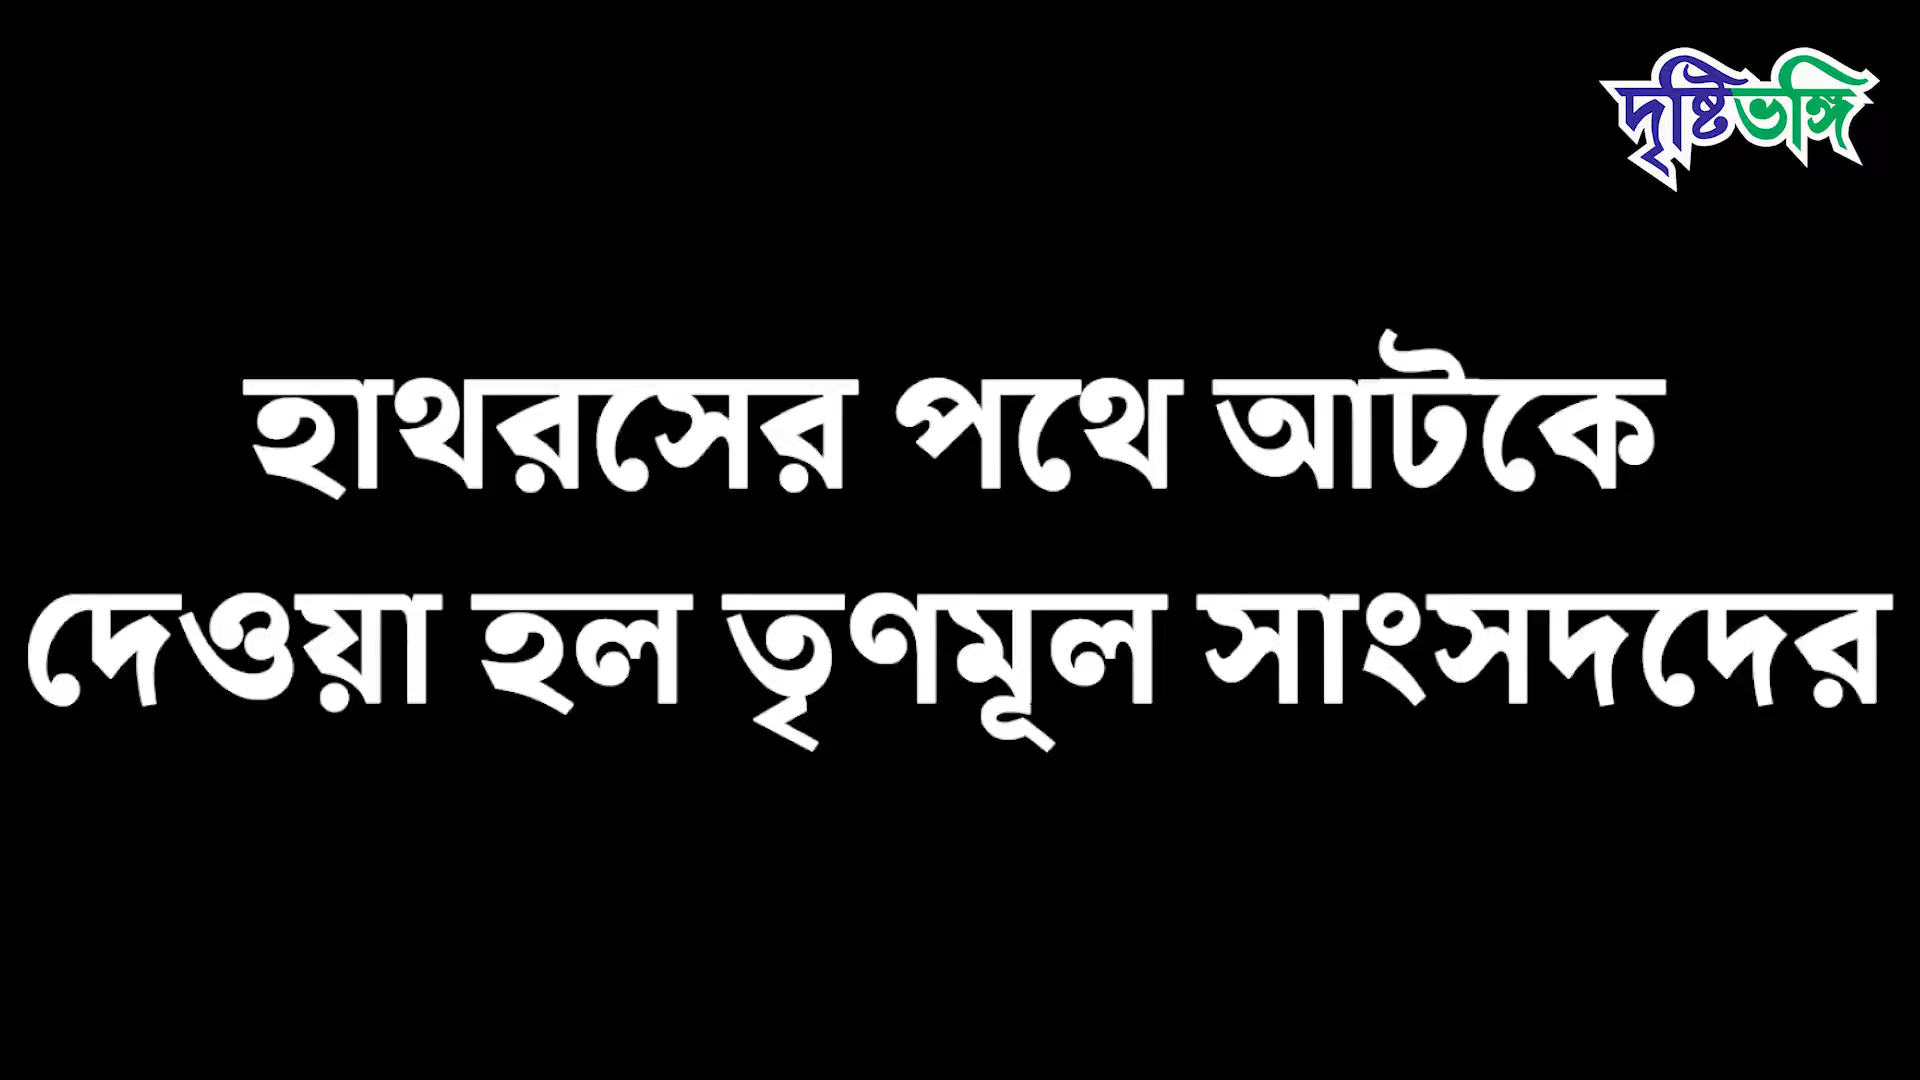 দৃষ্টিভঙ্গি
হাথরসের পথে আটকে
দেওয়া হল তৃণমূল সাংসদদের